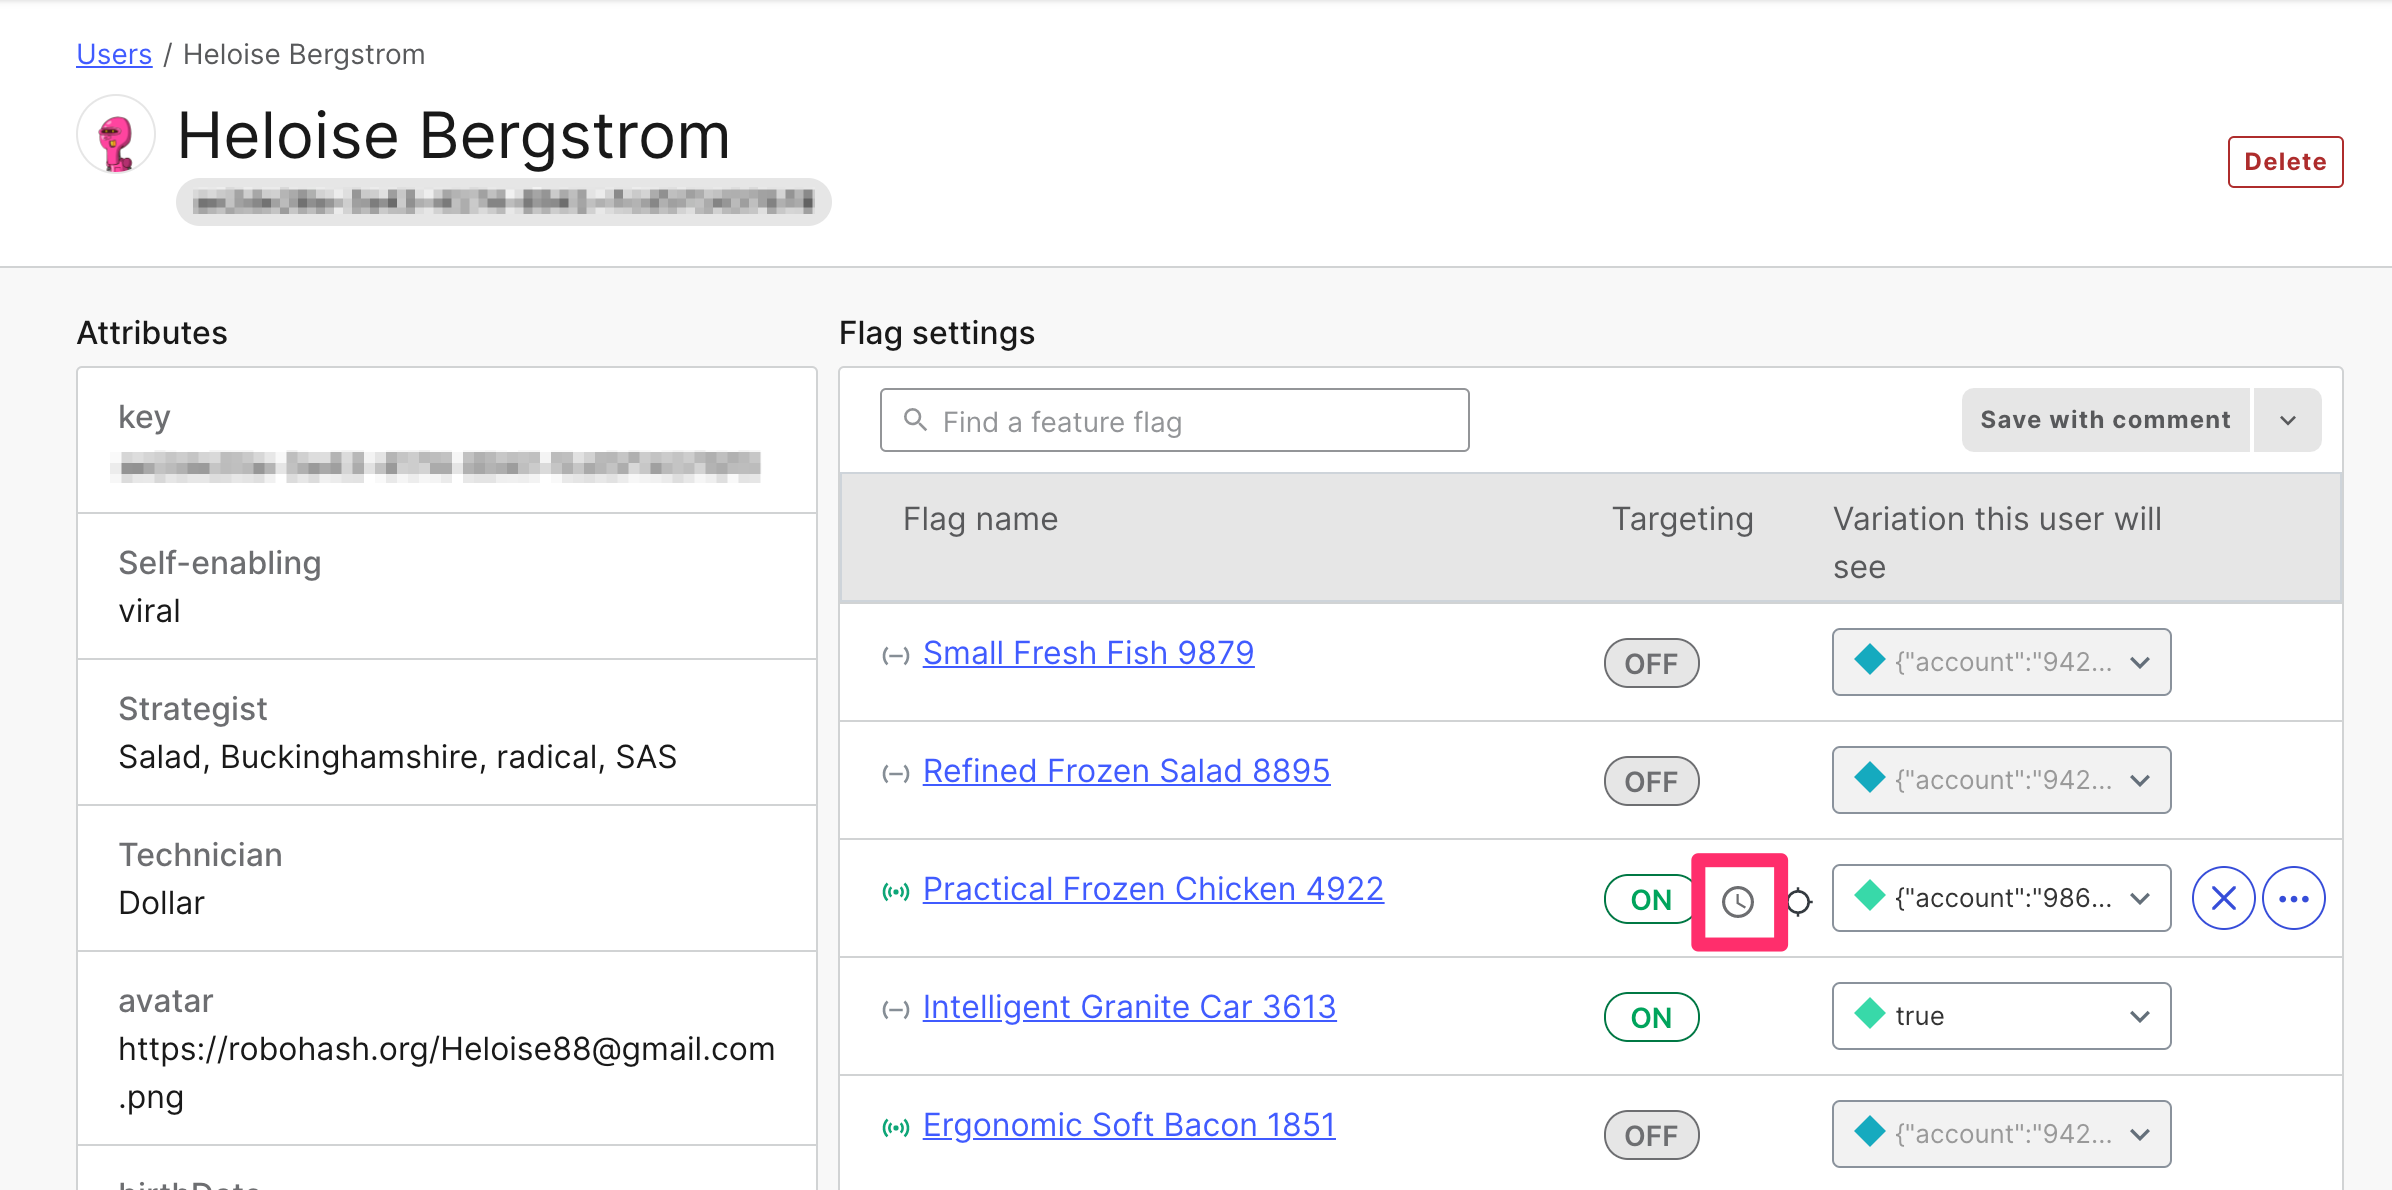 Users / Heloise Bergstrom
Heloise Bergstrom
Delete
Attributes
key
Self-enabling
viral
Strategist
Salad, Buckinghamshire, radical, SAS
Technician
Dollar
avatar
https://robohash.org/Heloise88@gmail.com
.png
birthDate
Flag settings
Find a feature flag
Save with comment
Flag name
Targeting
Variation this user will
see
Small Fresh Fish 9879
OFF
{"account":"942...
Refined Frozen Salad 8895
OFF
{"account":"942...
Practical Frozen Chicken 4922
ON
{"account":"986...
Intelligent Granite Car 3613
ON
true
Ergonomic Soft Bacon 1851
OFF
{"account":"942...